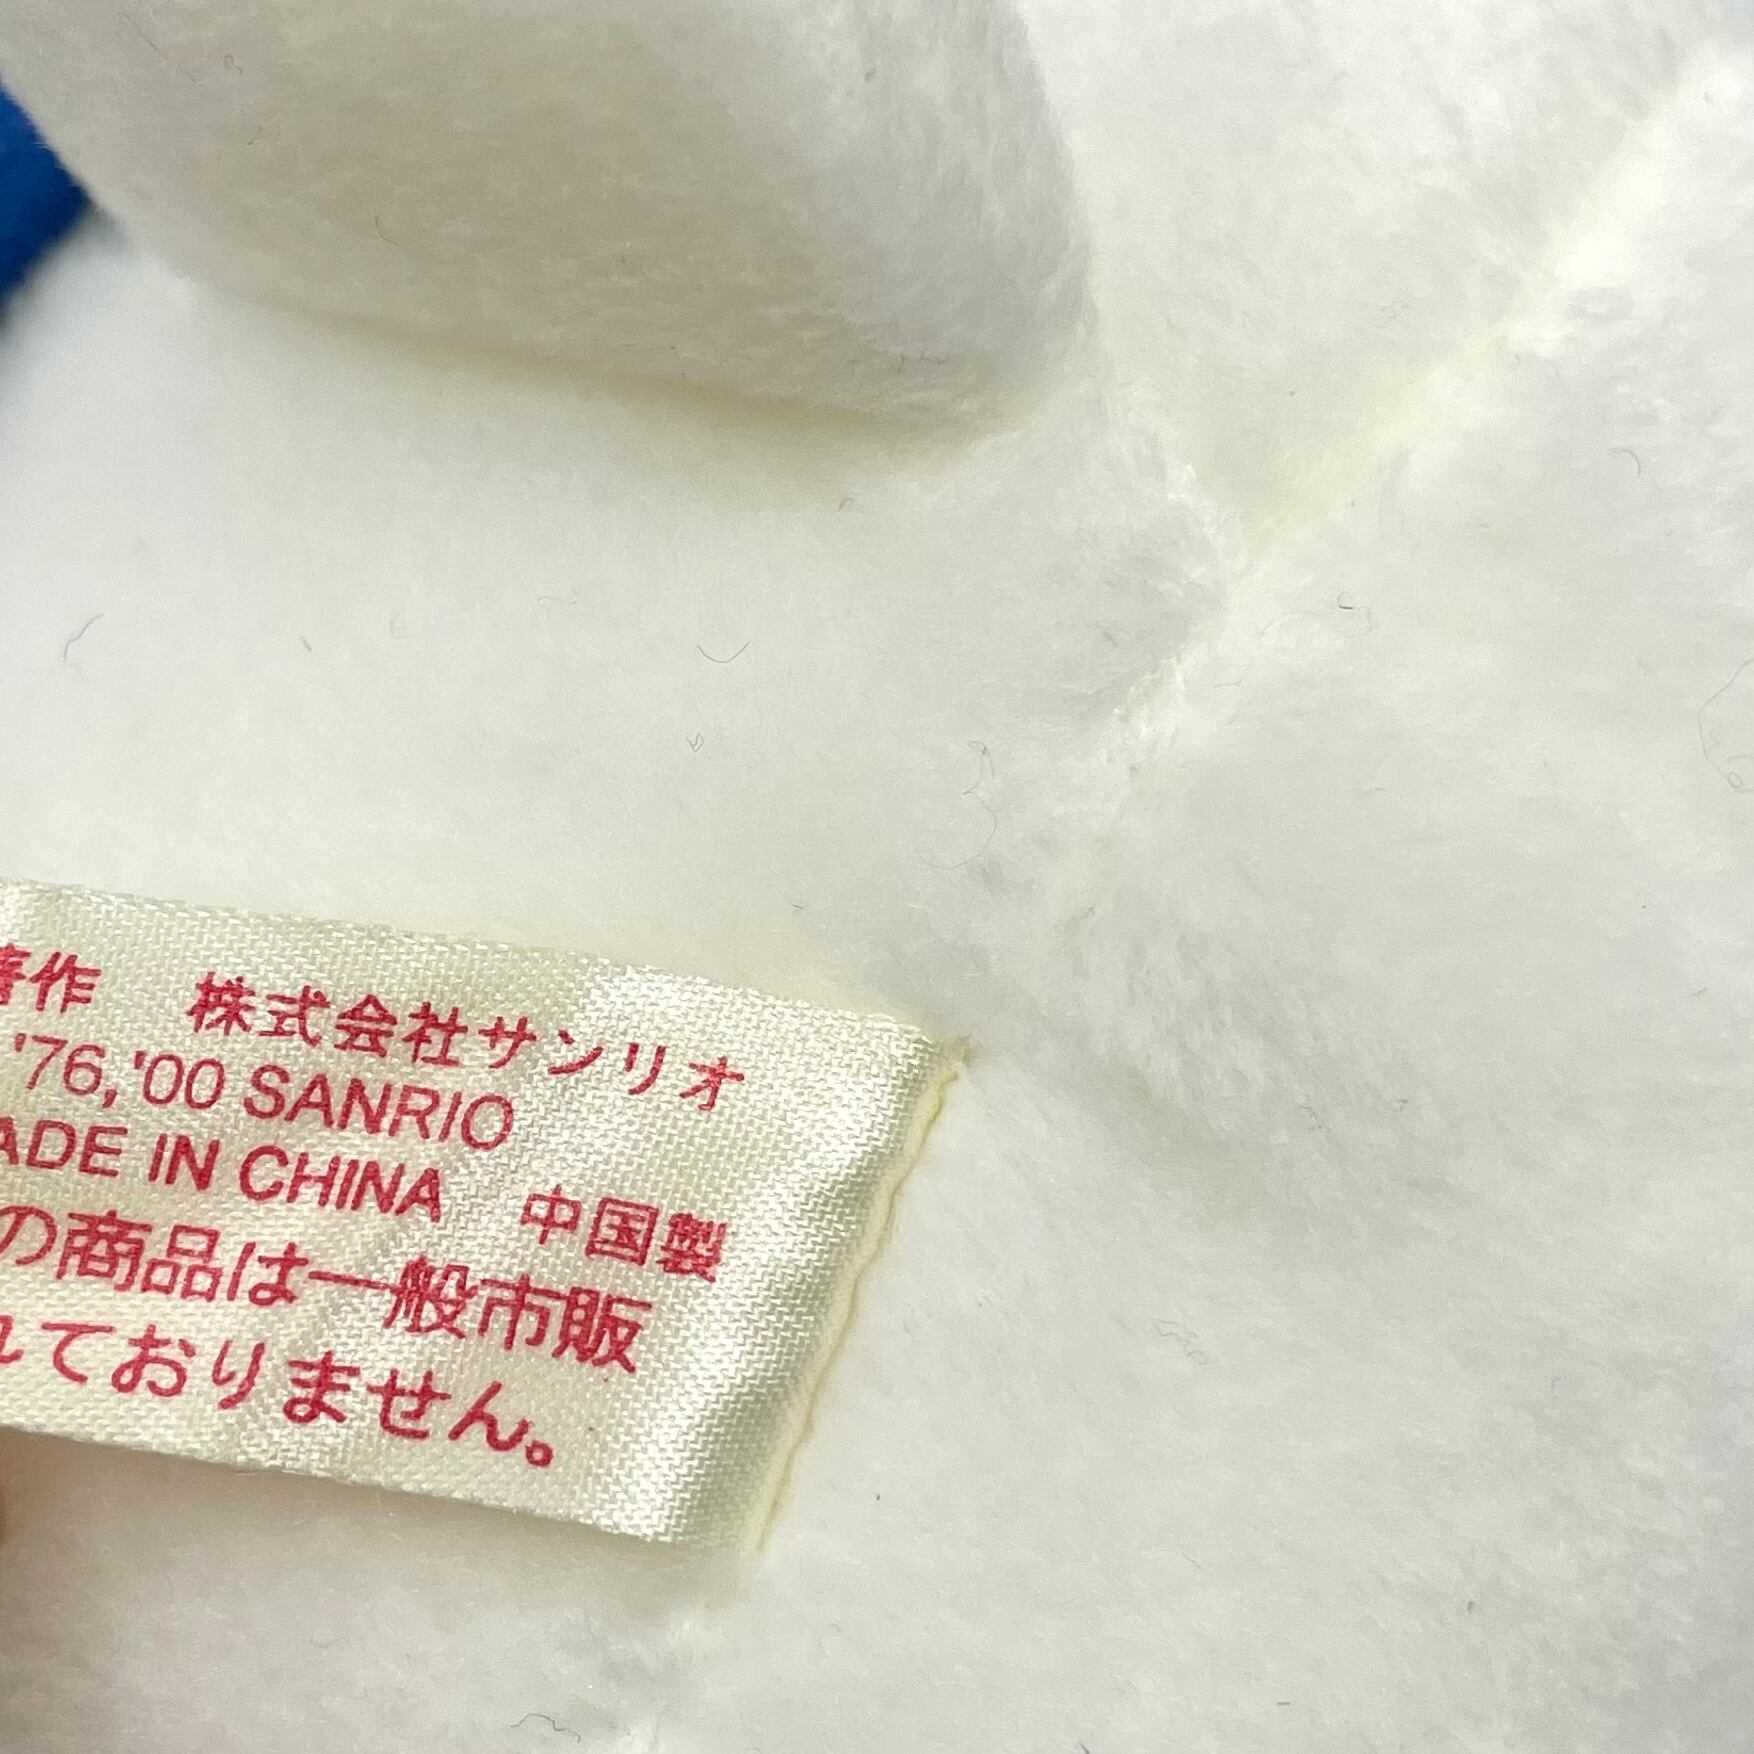 著作 株式会社サンリオ
'76,'00 SANRIO
ADE IN CHINA 中国製
の商品は一般市販
れておりません。